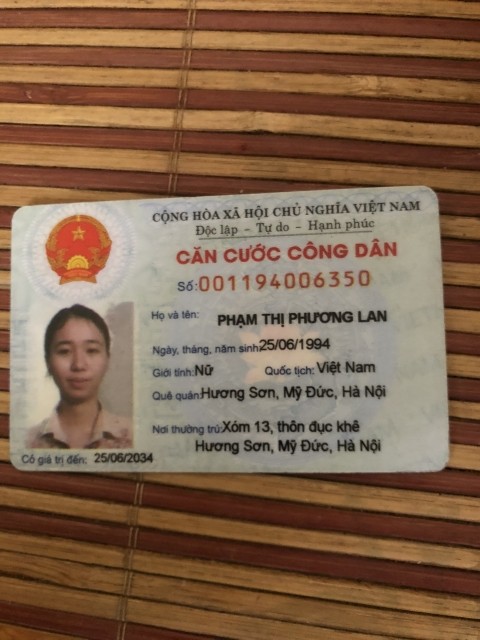 CỘNG HÒA XÃ HỘI CHỦ NGHĨA VIỆT NAM
Độc lập - Tự do - Hạnh phúc
CĂN CƯỚC CÔNG DÂN
Số: 001194006350
Họ và tên: PHẠM THỊ PHƯƠNG LAN
Ngày, tháng, năm sinh: 25/06/1994
Giới tính: Nữ Quốc tịch: Việt Nam
Quê quán: Hương Sơn, Mỹ Đức, Hà Nội
Nơi thường trú: Xóm 13, thôn đục khê
Hương Sơn, Mỹ Đức, Hà Nội
Có giá trị đến: 25/06/2034